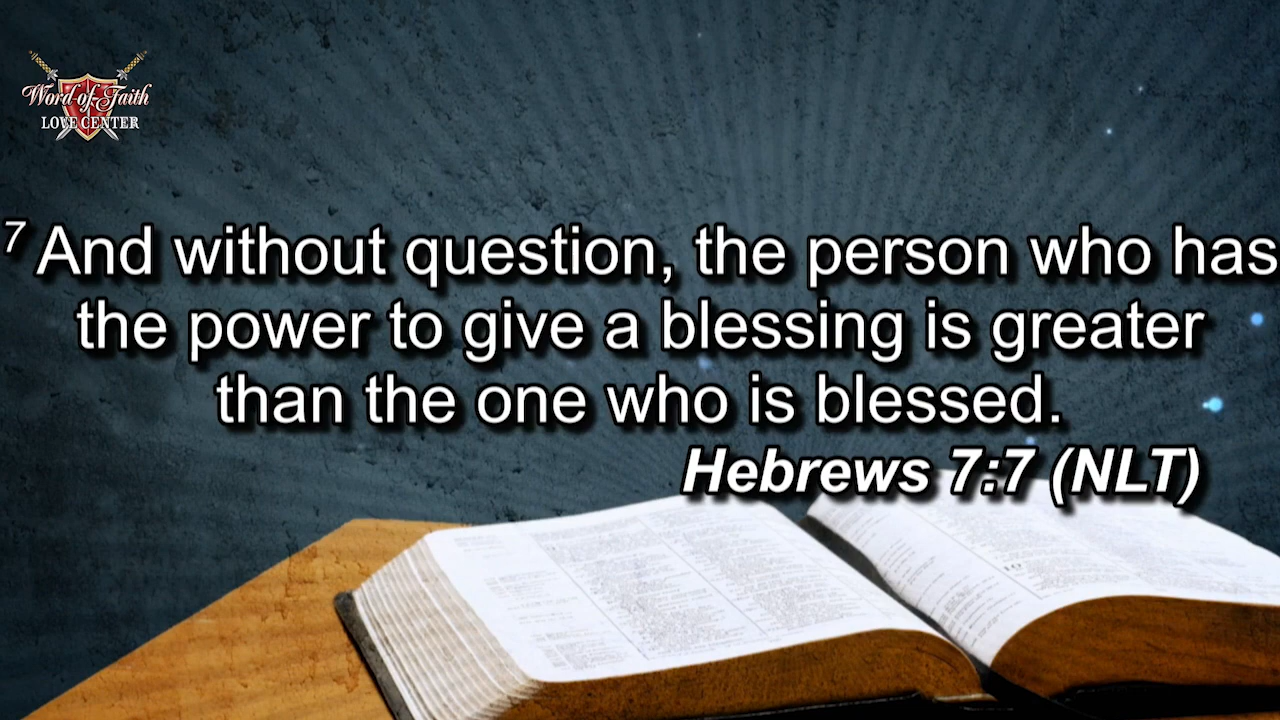 Word of Faith
LOVE CENTER
7 And without question, the person who has
the power to give a blessing is greater
than the one who is blessed.
Hebrews 7:7 (NLT)